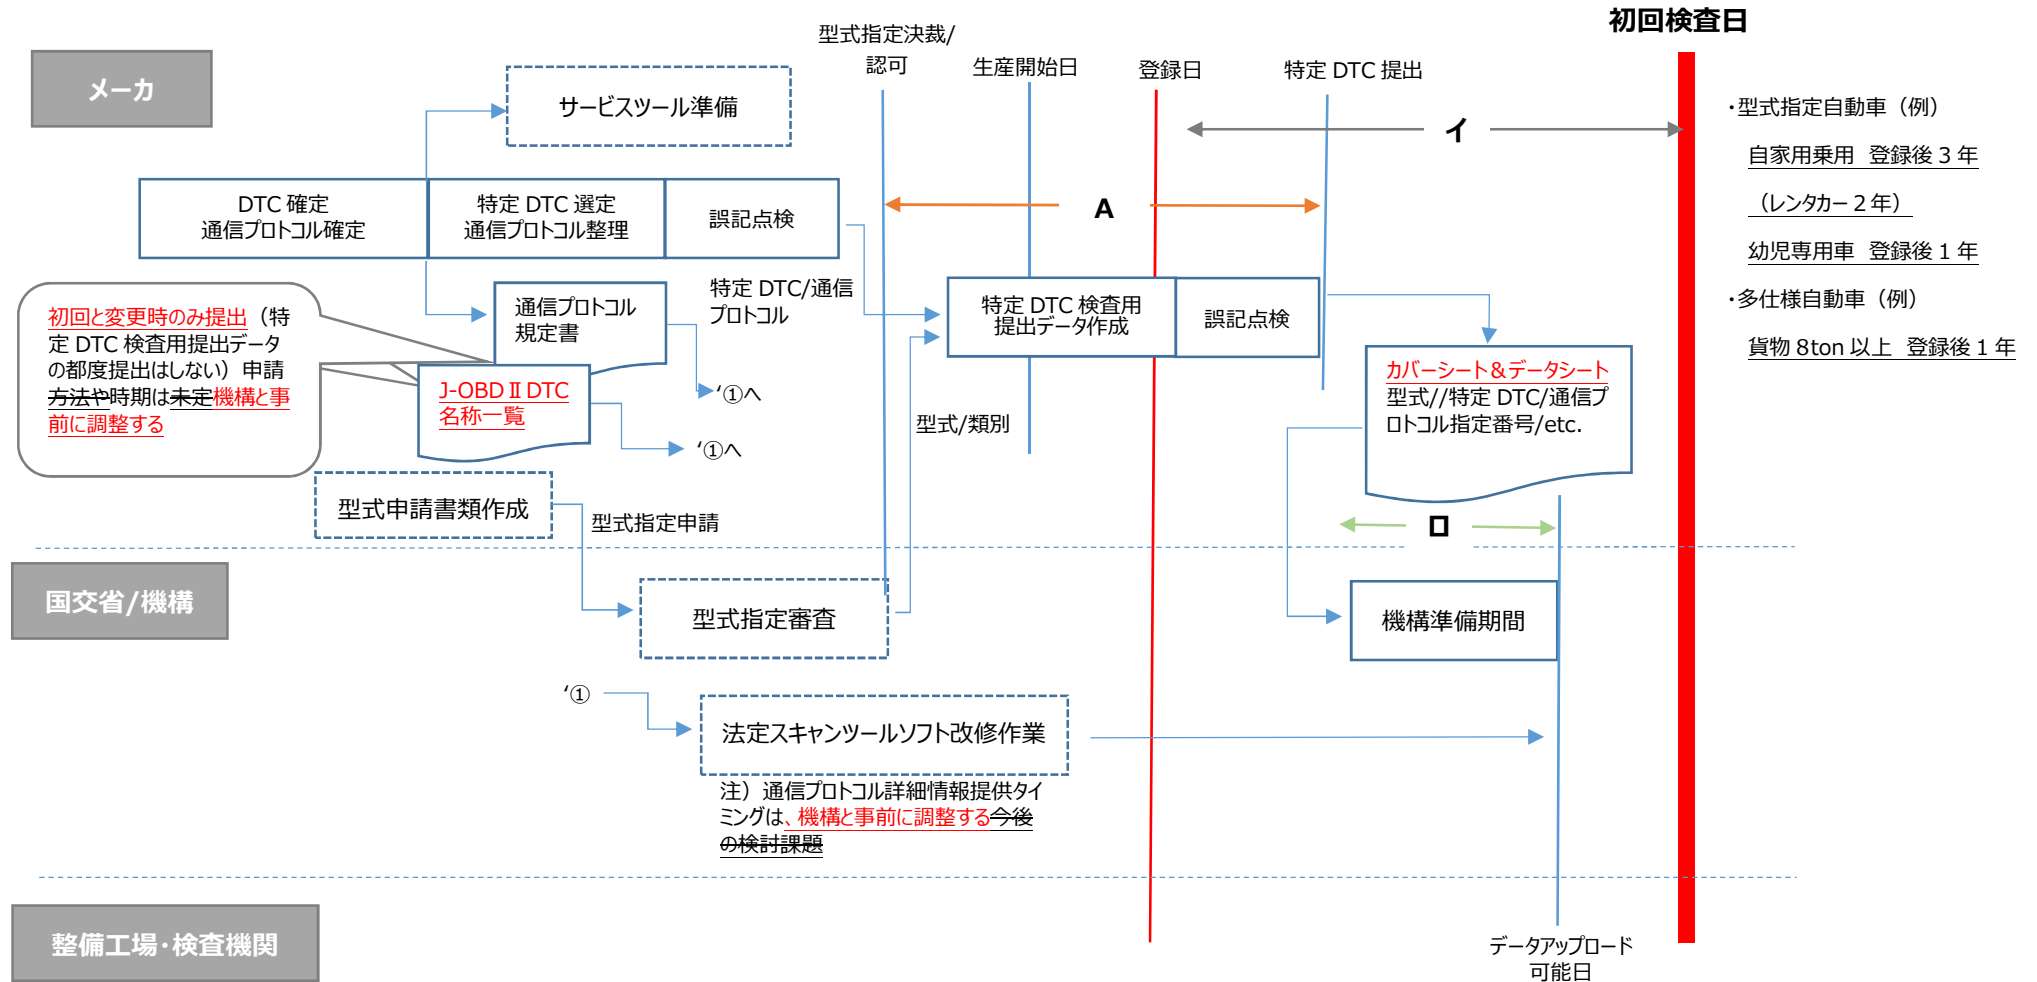 初回検査日
型式指定決裁/
認可
生産開始日
登録日
特定 DTC 提出
メーカ
サービスツール準備
イ
・型式指定自動車（例）
自家用乗用　登録後 3 年
（レンタカー 2 年）
幼児専用車　登録後 1 年
・多仕様自動車（例）
貨物 8ton 以上　登録後 1 年
DTC 確定
通信プロトコル確定
特定 DTC 選定
通信プロトコル整理
誤記点検
A
特定 DTC/通信
プロトコル
初回と変更時のみ提出（特
定 DTC 検査用提出データ
の都度提出はしない）申請
方法や時期は未定機構と事
前に調整する
通信プロトコル
規定書
J-OBDⅡDTC
名称一覧
‘①へ
‘①へ
特定 DTC 検査用
提出データ作成
誤記点検
カバーシート＆データシート
型式//特定 DTC/通信プ
ロトコル指定番号/etc.
型式/類別
型式申請書類作成
型式指定申請
ロ
国交省/機構
型式指定審査
機構準備期間
‘①
法定スキャンツールソフト改修作業
注）通信プロトコル詳細情報提供タイ
ミングは、機構と事前に調整する今後
の検討課題
整備工場・検査機関
データアップロード
可能日